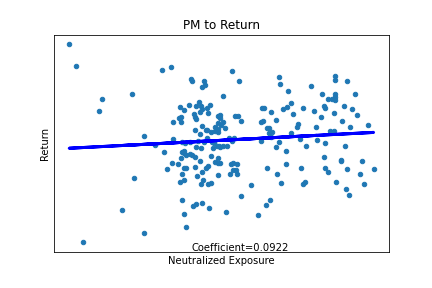 PM to Return
Return
Coefficient=0.0922
Neutralized Exposure